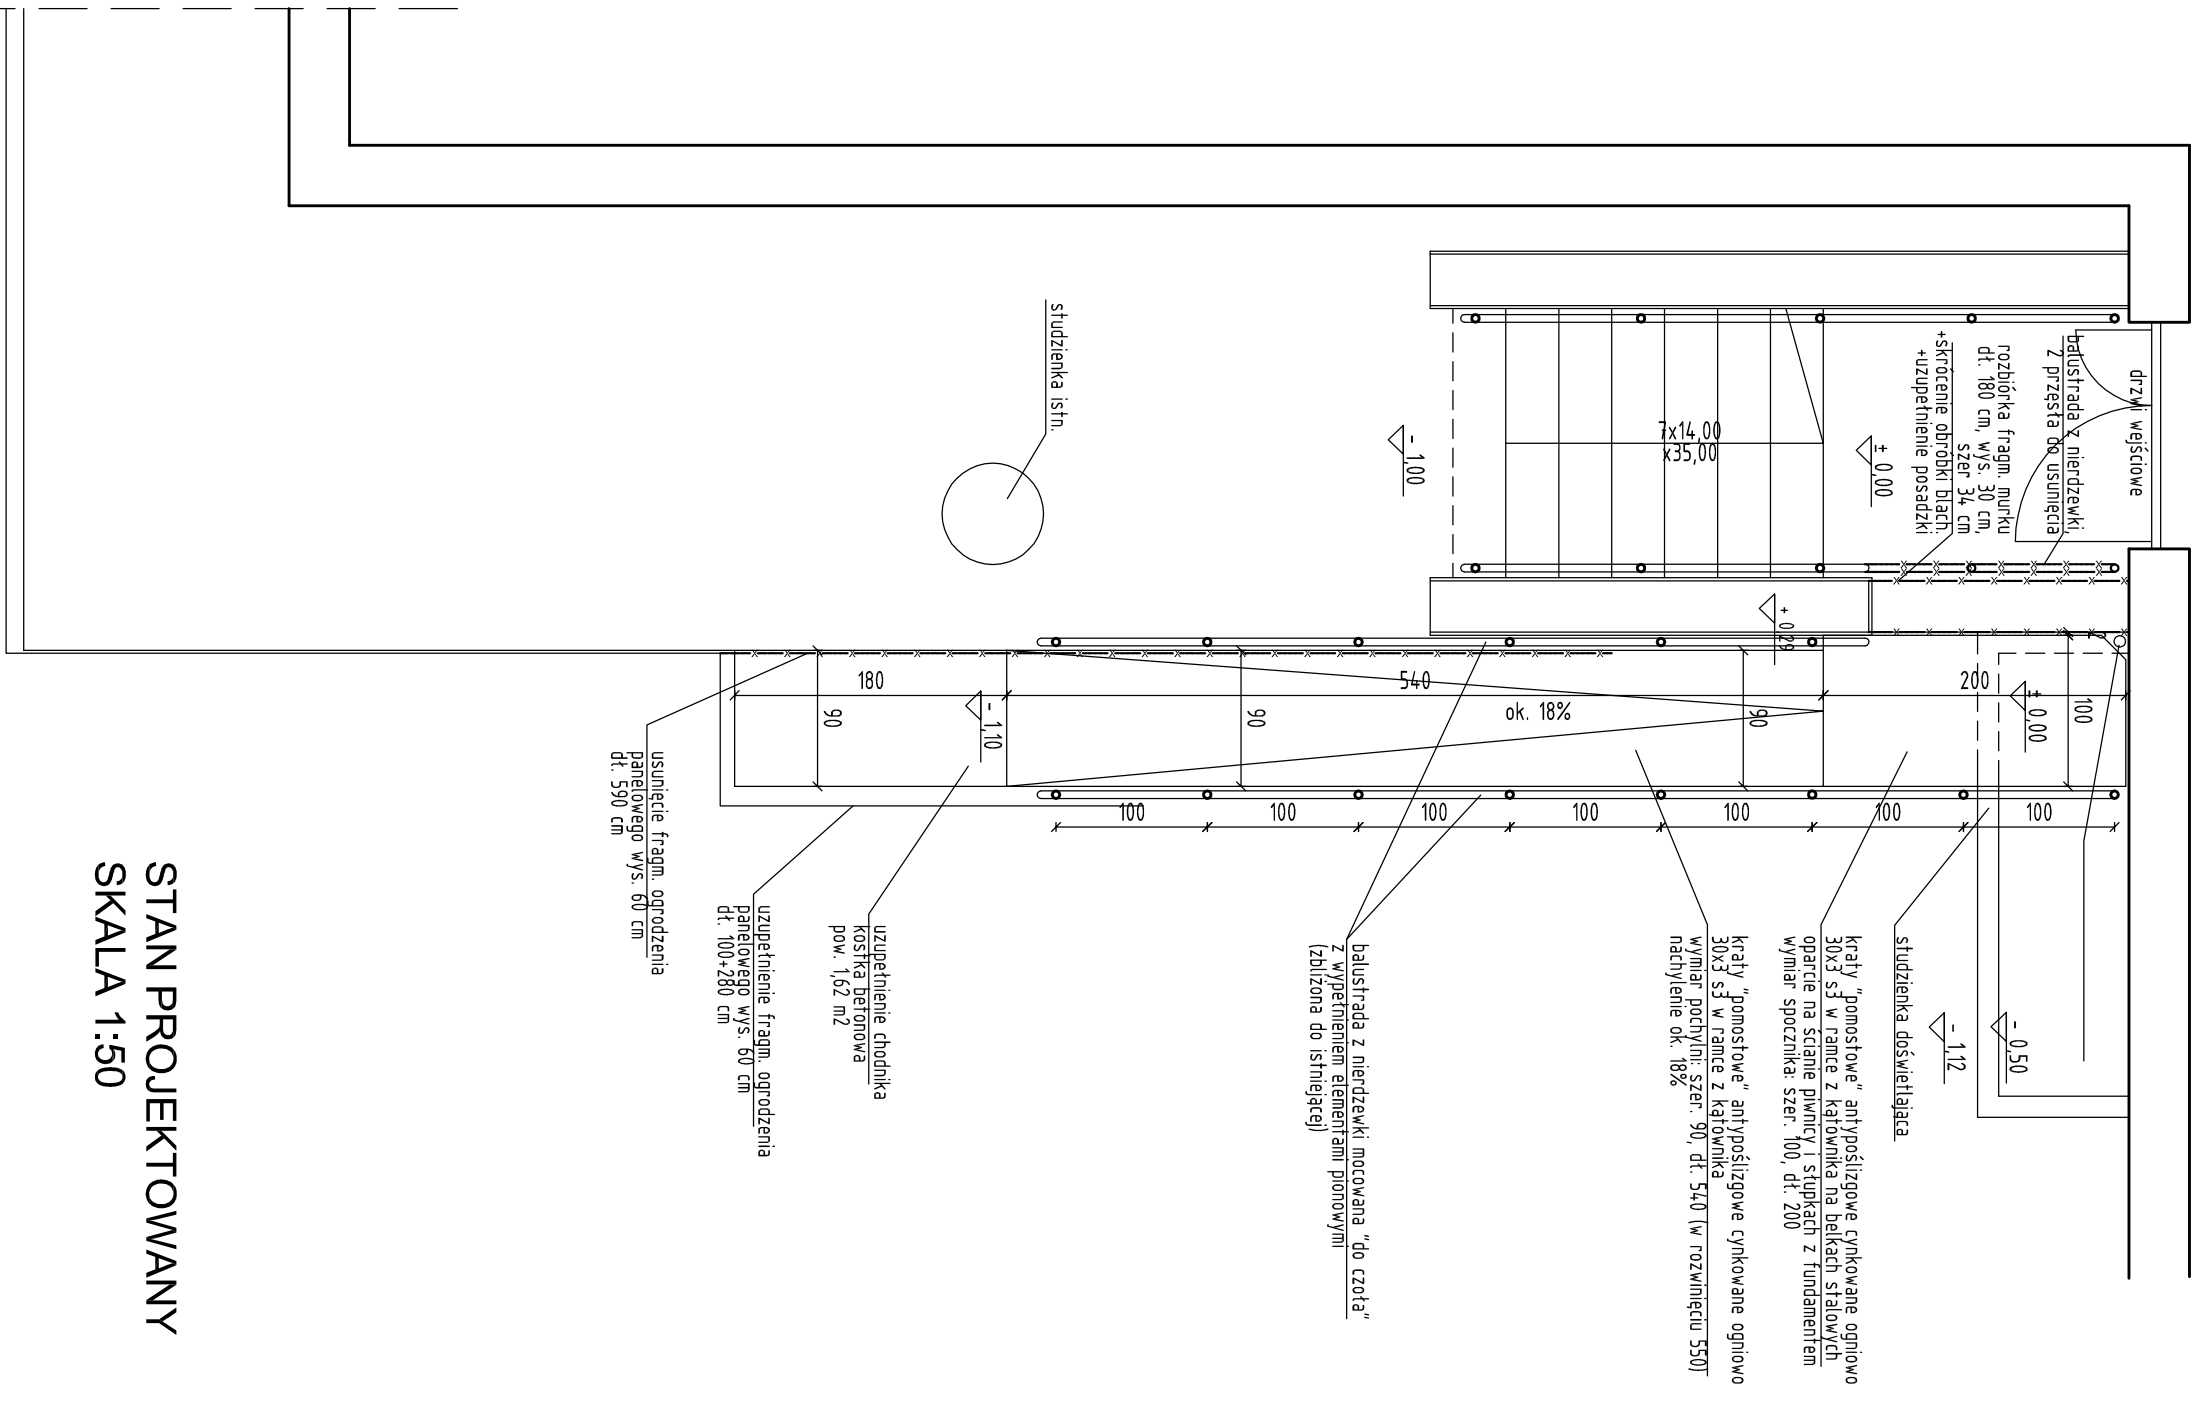 drzwi wejściowe
balustrada z nierdzewki,
2 przęsła do usunięcia
rozbiórka fragm. murku
dł. 180 cm, wys. 30 cm,
szer 34 cm
+skrócenie obróbki blach.
+uzupełnienie posadzki
± 0,00
7x14,00
x35,00
- 1,00
studzienka istn.
+ 0,29
200
± 0,00
100
540
ok. 18%
90
90
180
- 1,10
90
100
100
100
100
100
100
100
- 0,50
- 1,12
studzienka doświetlająca
kraty "pomostowe" antypoślizgowe cynkowane ogniowo
30x3 s3 w ramce z kątownika na belkach stalowych
oparcie na ścianie piwnicy i słupkach z fundamentem
wymiar spocznika: szer. 100, dł. 200
kraty "pomostowe" antypoślizgowe cynkowane ogniowo
30x3 s3 w ramce z kątownika
wymiar pochylni: szer. 90, dł. 540 (w rozwinięciu 550)
nachylenie ok. 18%
balustrada z nierdzewki mocowana "do czoła"
z wypełnieniem elementami pionowymi
(zbliżona do istniejącej)
uzupełnienie chodnika
kostka betonowa
pow. 1,62 m2
uzupełnienie fragm. ogrodzenia
panelowego wys. 60 cm
dł. 100+280 cm
usunięcie fragm. ogrodzenia
panelowego wys. 60 cm
dł. 590 cm
STAN PROJEKTOWANY
SKALA 1:50